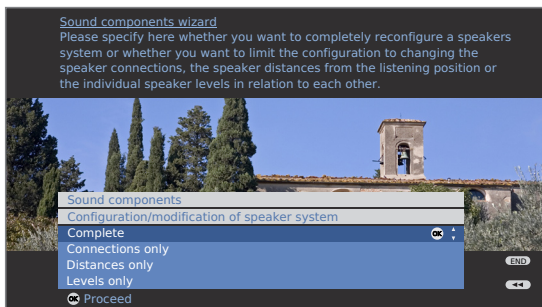 Sound components wizard
Please specify here whether you want to completely reconfigure a speakers
system or whether you want to limit the configuration to changing the
speaker connections, the speaker distances from the listening position or
the individual speaker levels in relation to each other.
Sound components
Configuration/modification of speaker system
Complete OK
Connections only
Distances only
END
Levels only
OK Proceed